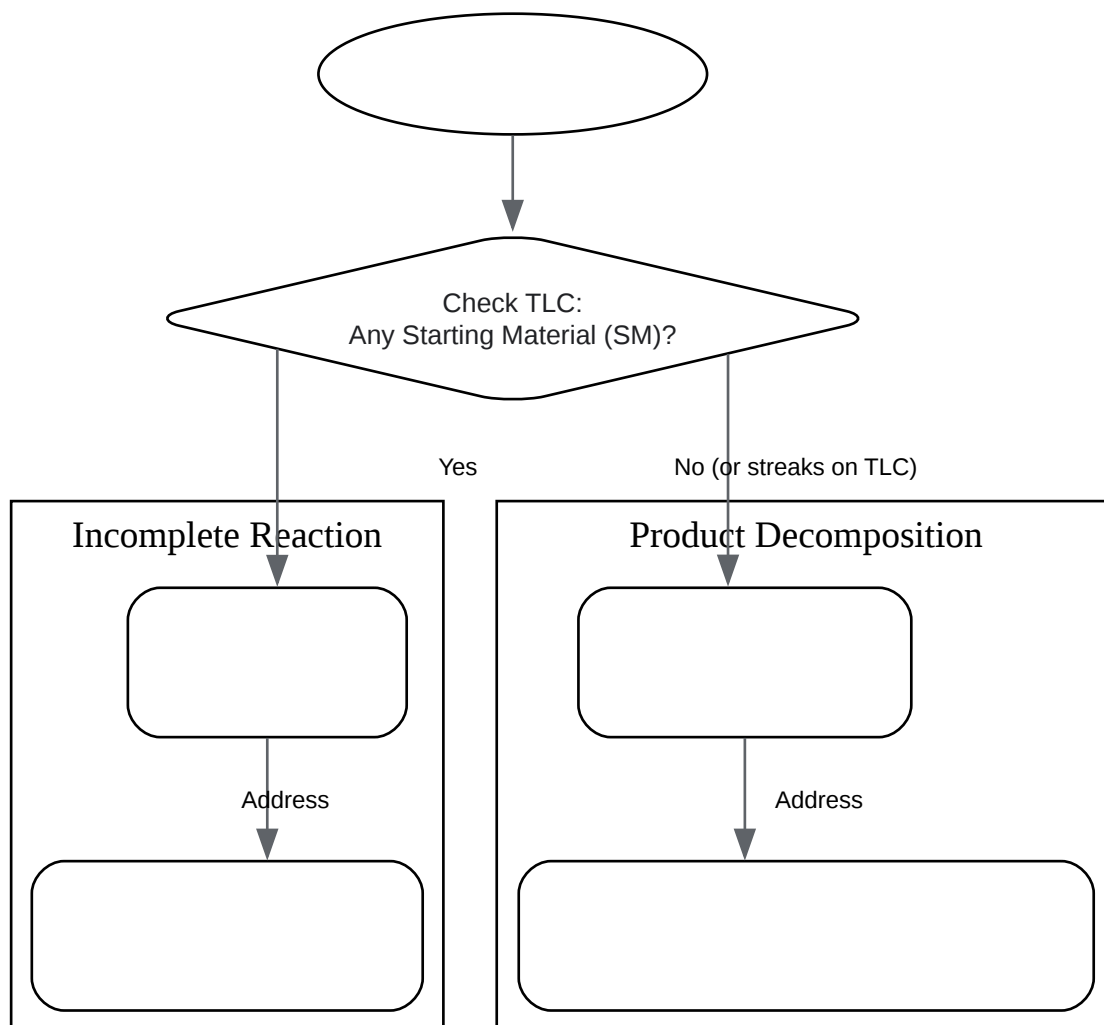 Check TLC:
Any Starting Material (SM)?
Yes
No (or streaks on TLC)
Incomplete Reaction
Product Decomposition
Address
Address